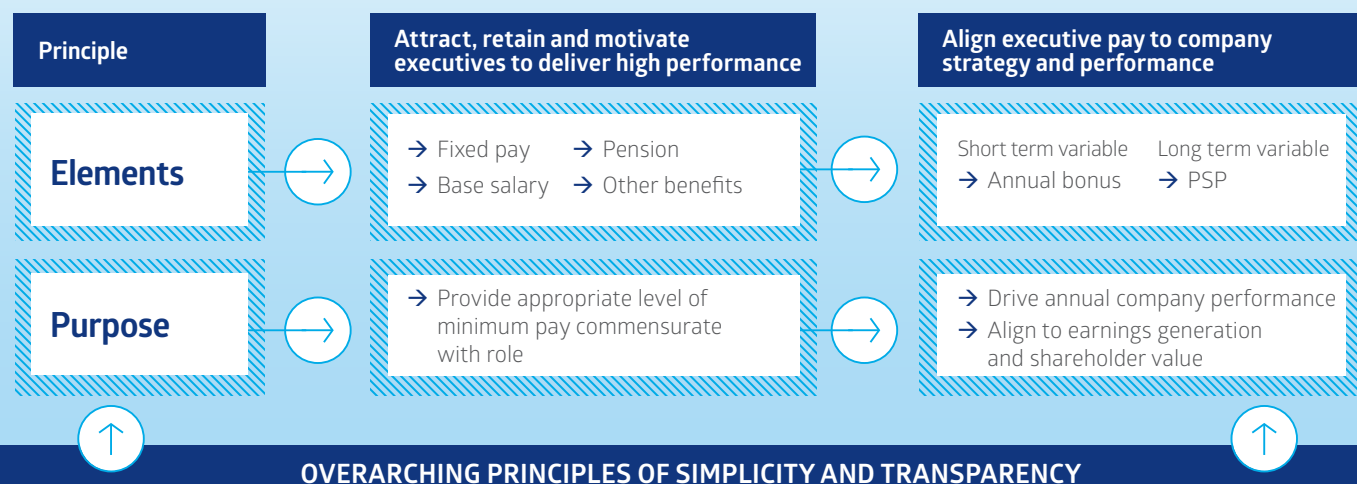 Principle
Attract, retain and motivate
executives to deliver high performance
Align executive pay to company
strategy and performance
Elements
→ Fixed pay → Pension
→ Base salary → Other benefits
Short term variable Long term variable
→ Annual bonus → PSP
Purpose
→ Provide appropriate level of
minimum pay commensurate
with role
→ Drive annual company performance
→ Align to earnings generation
and shareholder value
OVERARCHING PRINCIPLES OF SIMPLICITY AND TRANSPARENCY